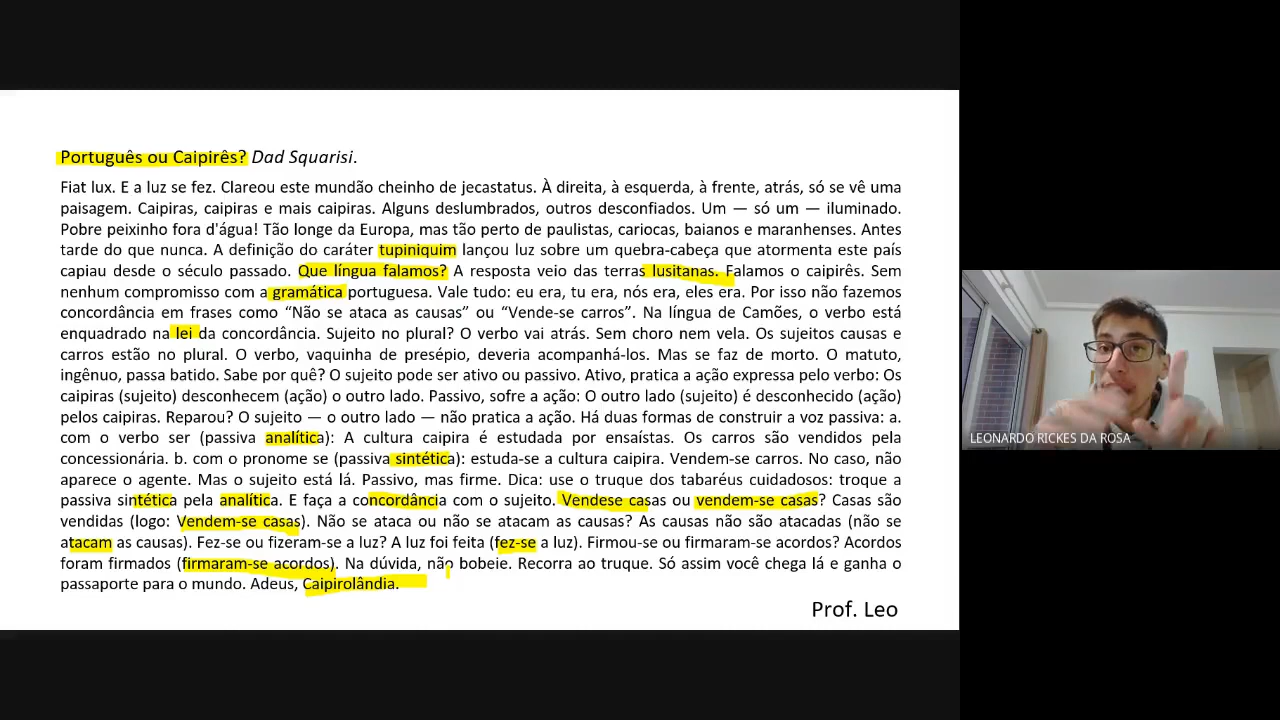 Português ou Caipirês? Dad Squarisi.
Fiat lux. E a luz se fez. Clareou este mundão cheinho de jecastatus. À direita, à esquerda, à frente, atrás, só se vê uma
paisagem. Caipiras, caipiras e mais caipiras. Alguns deslumbrados, outros desconfiados. Um — só um — iluminado.
Pobre peixinho fora d'água! Tão longe da Europa, mas tão perto de paulistas, cariocas, baianos e maranhenses. Antes
tarde do que nunca. A definição do caráter tupiniquim lançou luz sobre um quebra-cabeça que atormenta este país
capiau desde o século passado. Que língua falamos? A resposta veio das terras lusitanas. Falamos o caipirês. Sem
nenhum compromisso com a gramática portuguesa. Vale tudo: eu era, tu era, nós era, eles era. Por isso não fazemos
concordância em frases como “Não se ataca as causas” ou “Vende-se carros”. Na língua de Camões, o verbo está
enquadrado na lei da concordância. Sujeito no plural? O verbo vai atrás. Sem choro nem vela. Os sujeitos causas e
carros estão no plural. O verbo, vaquinha de presépio, deveria acompanhá-los. Mas se faz de morto. O matuto,
ingênuo, passa batido. Sabe por quê? O sujeito pode ser ativo ou passivo. Ativo, pratica a ação expressa pelo verbo: Os
caipiras (sujeito) desconhecem (ação) o outro lado. Passivo, sofre a ação: O outro lado (sujeito) é desconhecido (ação)
pelos caipiras. Reparou? O sujeito — o outro lado — não pratica a ação. Há duas formas de construir a voz passiva: a.
com o verbo ser (passiva analítica): A cultura caipira é estudada por ensaístas. Os carros são vendidos pela
concessionária. b. com o pronome se (passiva sintética): estuda-se a cultura caipira. Vendem-se carros. No caso, não
aparece o agente. Mas o sujeito está lá. Passivo, mas firme. Dica: use o truque dos tabaréus cuidadosos: troque a
passiva sintética pela analítica. E faça a concordância com o sujeito. Vendese casas ou vendem-se casas? Casas são
vendidas (logo: Vendem-se casas). Não se ataca ou não se atacam as causas? As causas não são atacadas (não se
atacam as causas). Fez-se ou fizeram-se a luz? A luz foi feita (fez-se a luz). Firmou-se ou firmaram-se acordos? Acordos
foram firmados (firmaram-se acordos). Na dúvida, não bobeie. Recorra ao truque. Só assim você chega lá e ganha o
passaporte para o mundo. Adeus, Caipirolândia.
Prof. Leo
LEONARDO RICKES DA ROSA